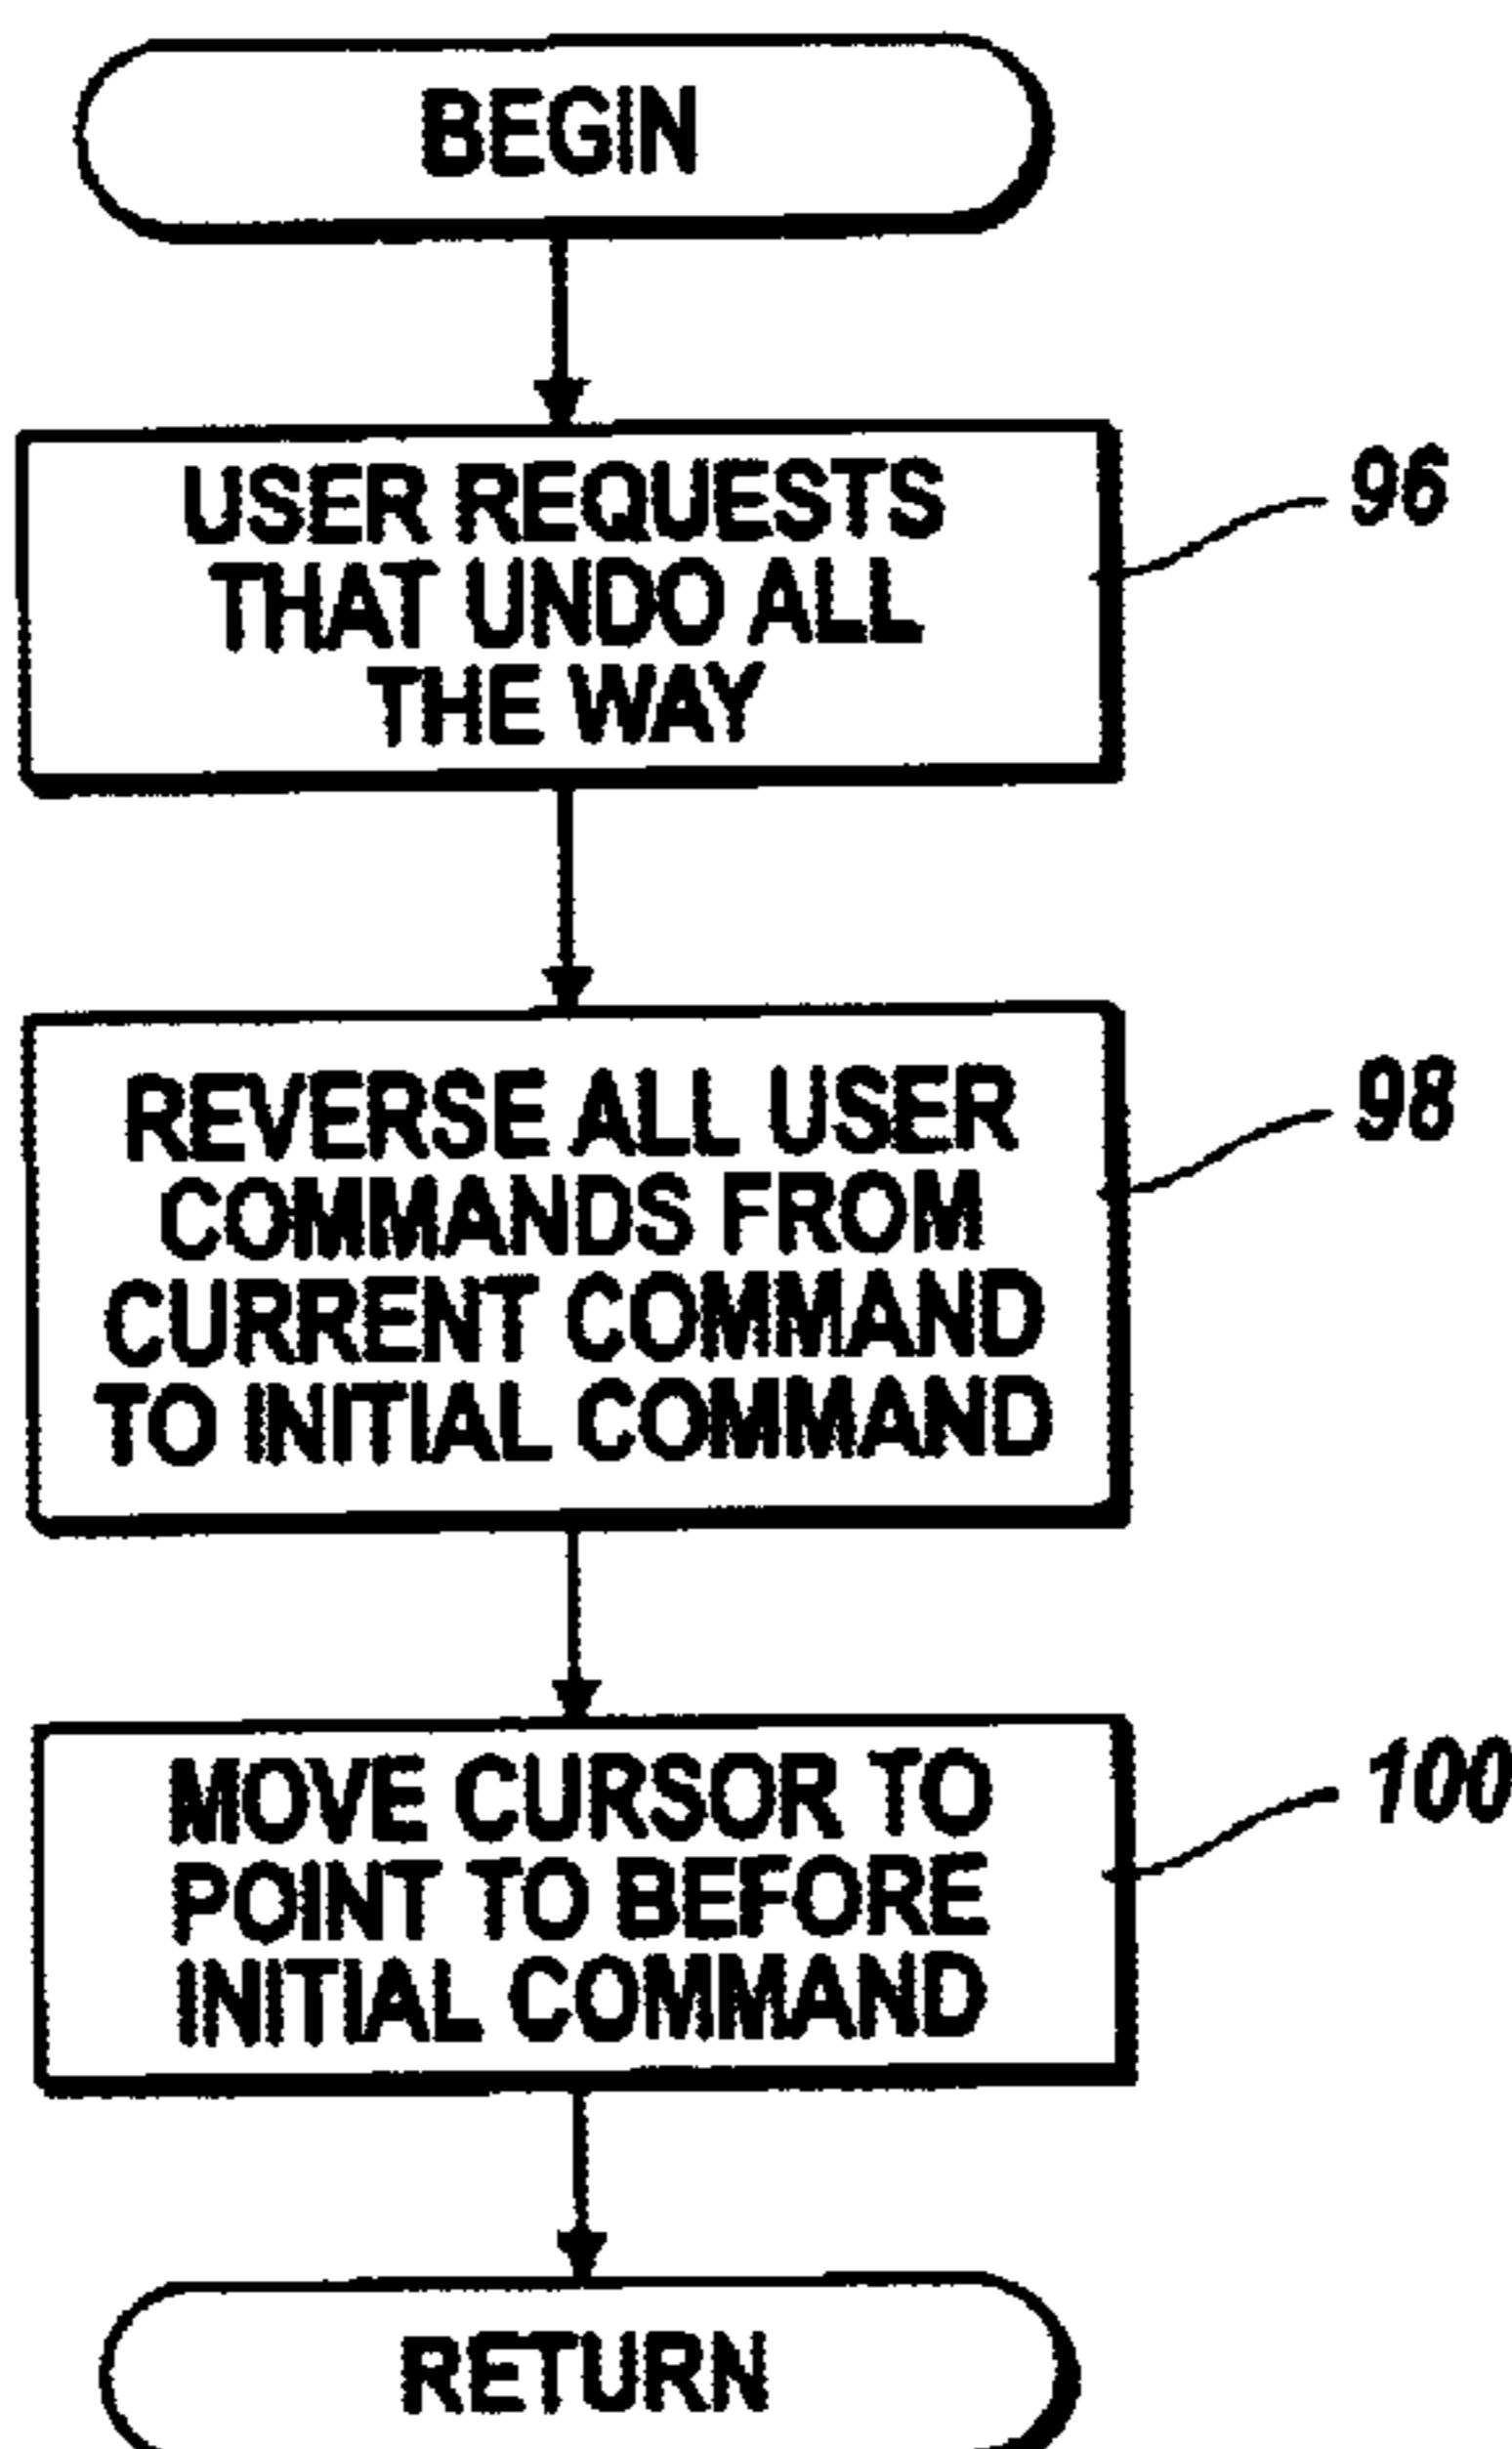 BEGIN
USER REQUESTS
THAT UNDO ALL
THE WAY
96
REVERSE ALL USER
COMMANDS FROM
CURRENT COMMAND
TO INITIAL COMMAND
98
MOVE CURSOR TO
POINT TO BEFORE
INITIAL COMMAND
100
RETURN